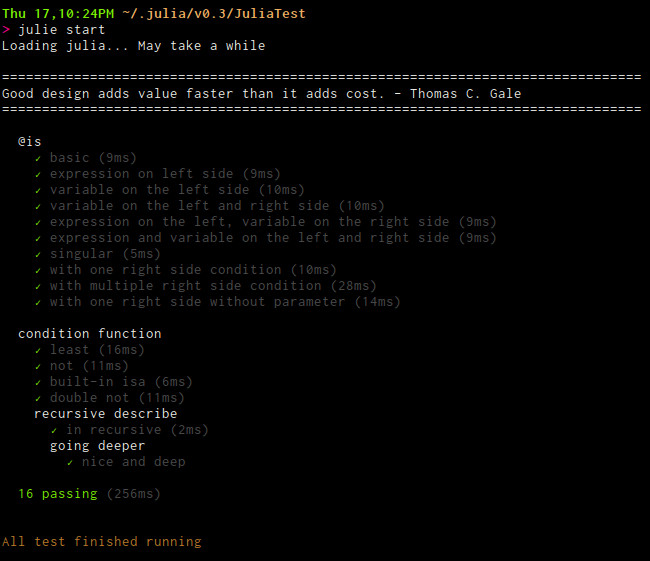 Thu 17,10:24PM ~/.julia/v0.3/JuliaTest
> julie start
Loading julia... May take a while
================================================================================
Good design adds value faster than it adds cost. – Thomas C. Gale
================================================================================
@is
✓ basic (9ms)
✓ expression on left side (9ms)
✓ variable on the left side (10ms)
✓ variable on the left and right side (10ms)
✓ expression on the left, variable on the right side (9ms)
✓ expression and variable on the left and right side (9ms)
✓ singular (5ms)
✓ with one right side condition (10ms)
✓ with multiple right side condition (28ms)
✓ with one right side without parameter (14ms)
condition function
✓ least (16ms)
✓ not (11ms)
✓ built-in isa (6ms)
✓ double not (11ms)
recursive describe
✓ in recursive (2ms)
going deeper
✓ nice and deep
16 passing (256ms)
All test finished running